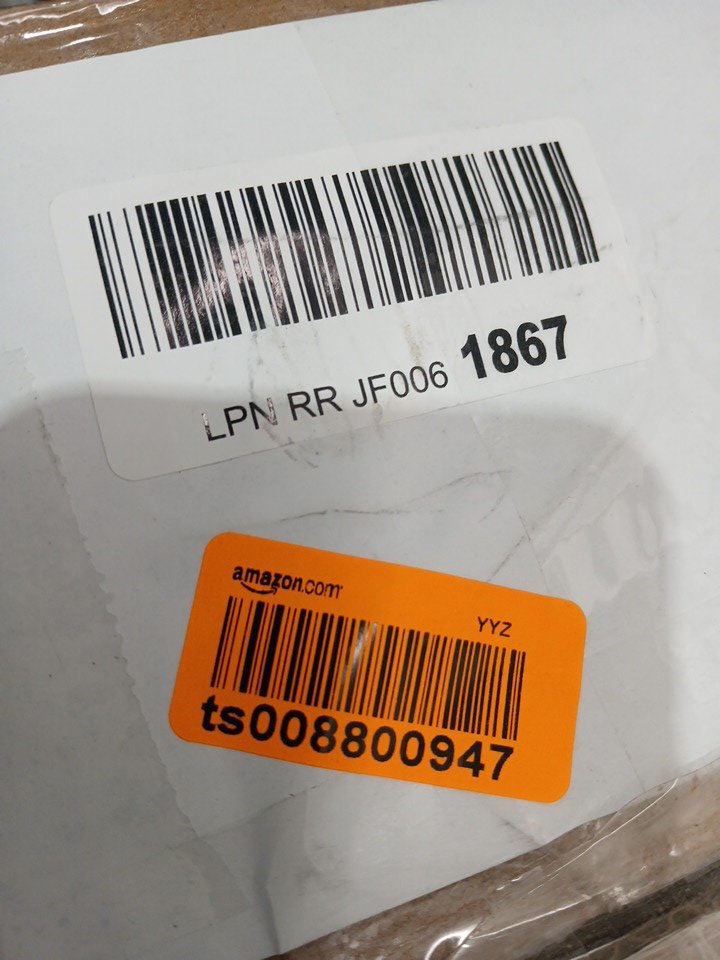 LPN RR JF006 1867
amazon.com
YYZ
ts008800947